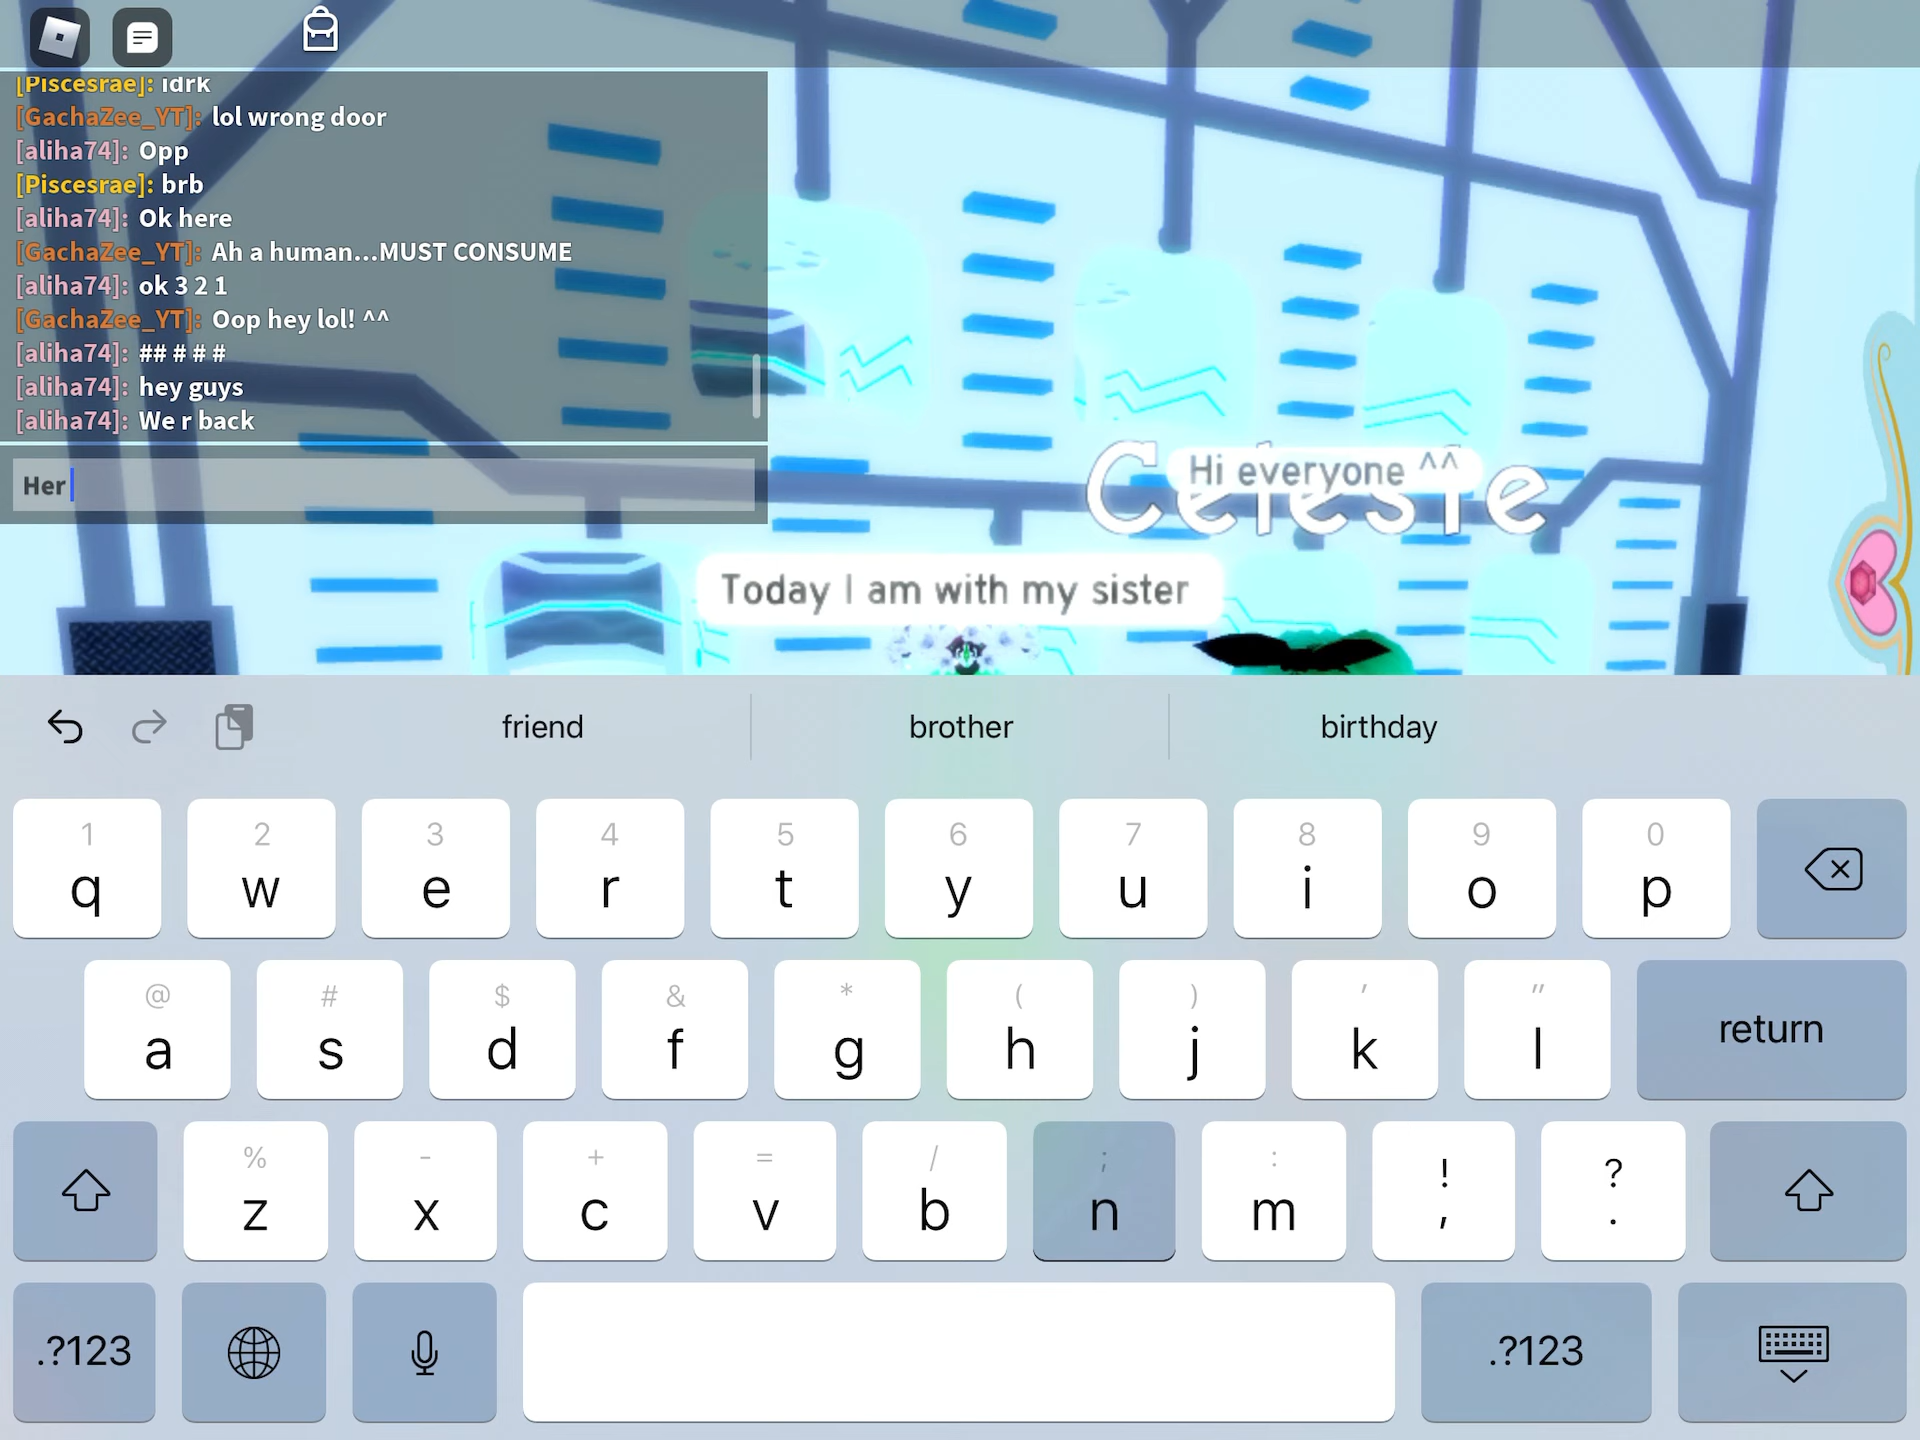 [Piscesrae]: idrk
[GachaZee_YT]: lol wrong door
[aliha74]: Opp
[Piscesrae]: brb
[aliha74]: Ok here
[GachaZee_YT]: Ah a human...MUST CONSUME
[aliha74]: ok 3 2 1
[GachaZee_YT]: Oop hey lol! ^^
[aliha74]: ## # # #
[aliha74]: hey guys
[aliha74]: We r back
Her
Hi everyone ^^
Celeste
Today I am with my sister
friend brother birthday
1 2 3 4 5 6 7 8 9 0
q w e r t y u i o p
@ # $ & * ( ) ' "
a s d f g h j k l return
% - + = / ; : ! ?
z x c v b n m , .
.?123 .?123